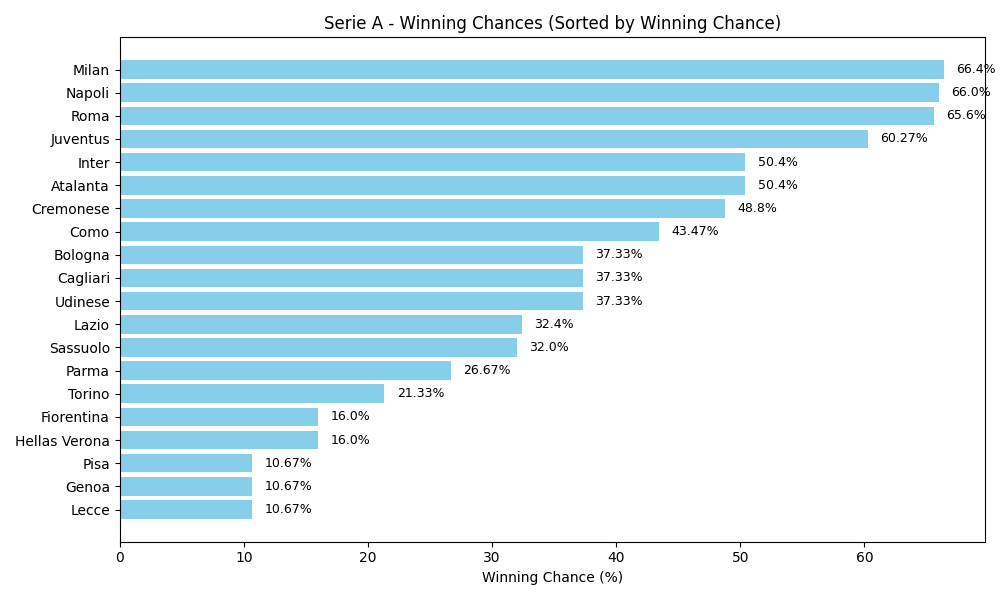 Serie A - Winning Chances (Sorted by Winning Chance)
Milan 66.4%
Napoli 66.0%
Roma 65.6%
Juventus 60.27%
Inter 50.4%
Atalanta 50.4%
Cremonese 48.8%
Como 43.47%
Bologna 37.33%
Cagliari 37.33%
Udinese 37.33%
Lazio 32.4%
Sassuolo 32.0%
Parma 26.67%
Torino 21.33%
Fiorentina 16.0%
Hellas Verona 16.0%
Pisa 10.67%
Genoa 10.67%
Lecce 10.67%
0 10 20 30 40 50 60
Winning Chance (%)